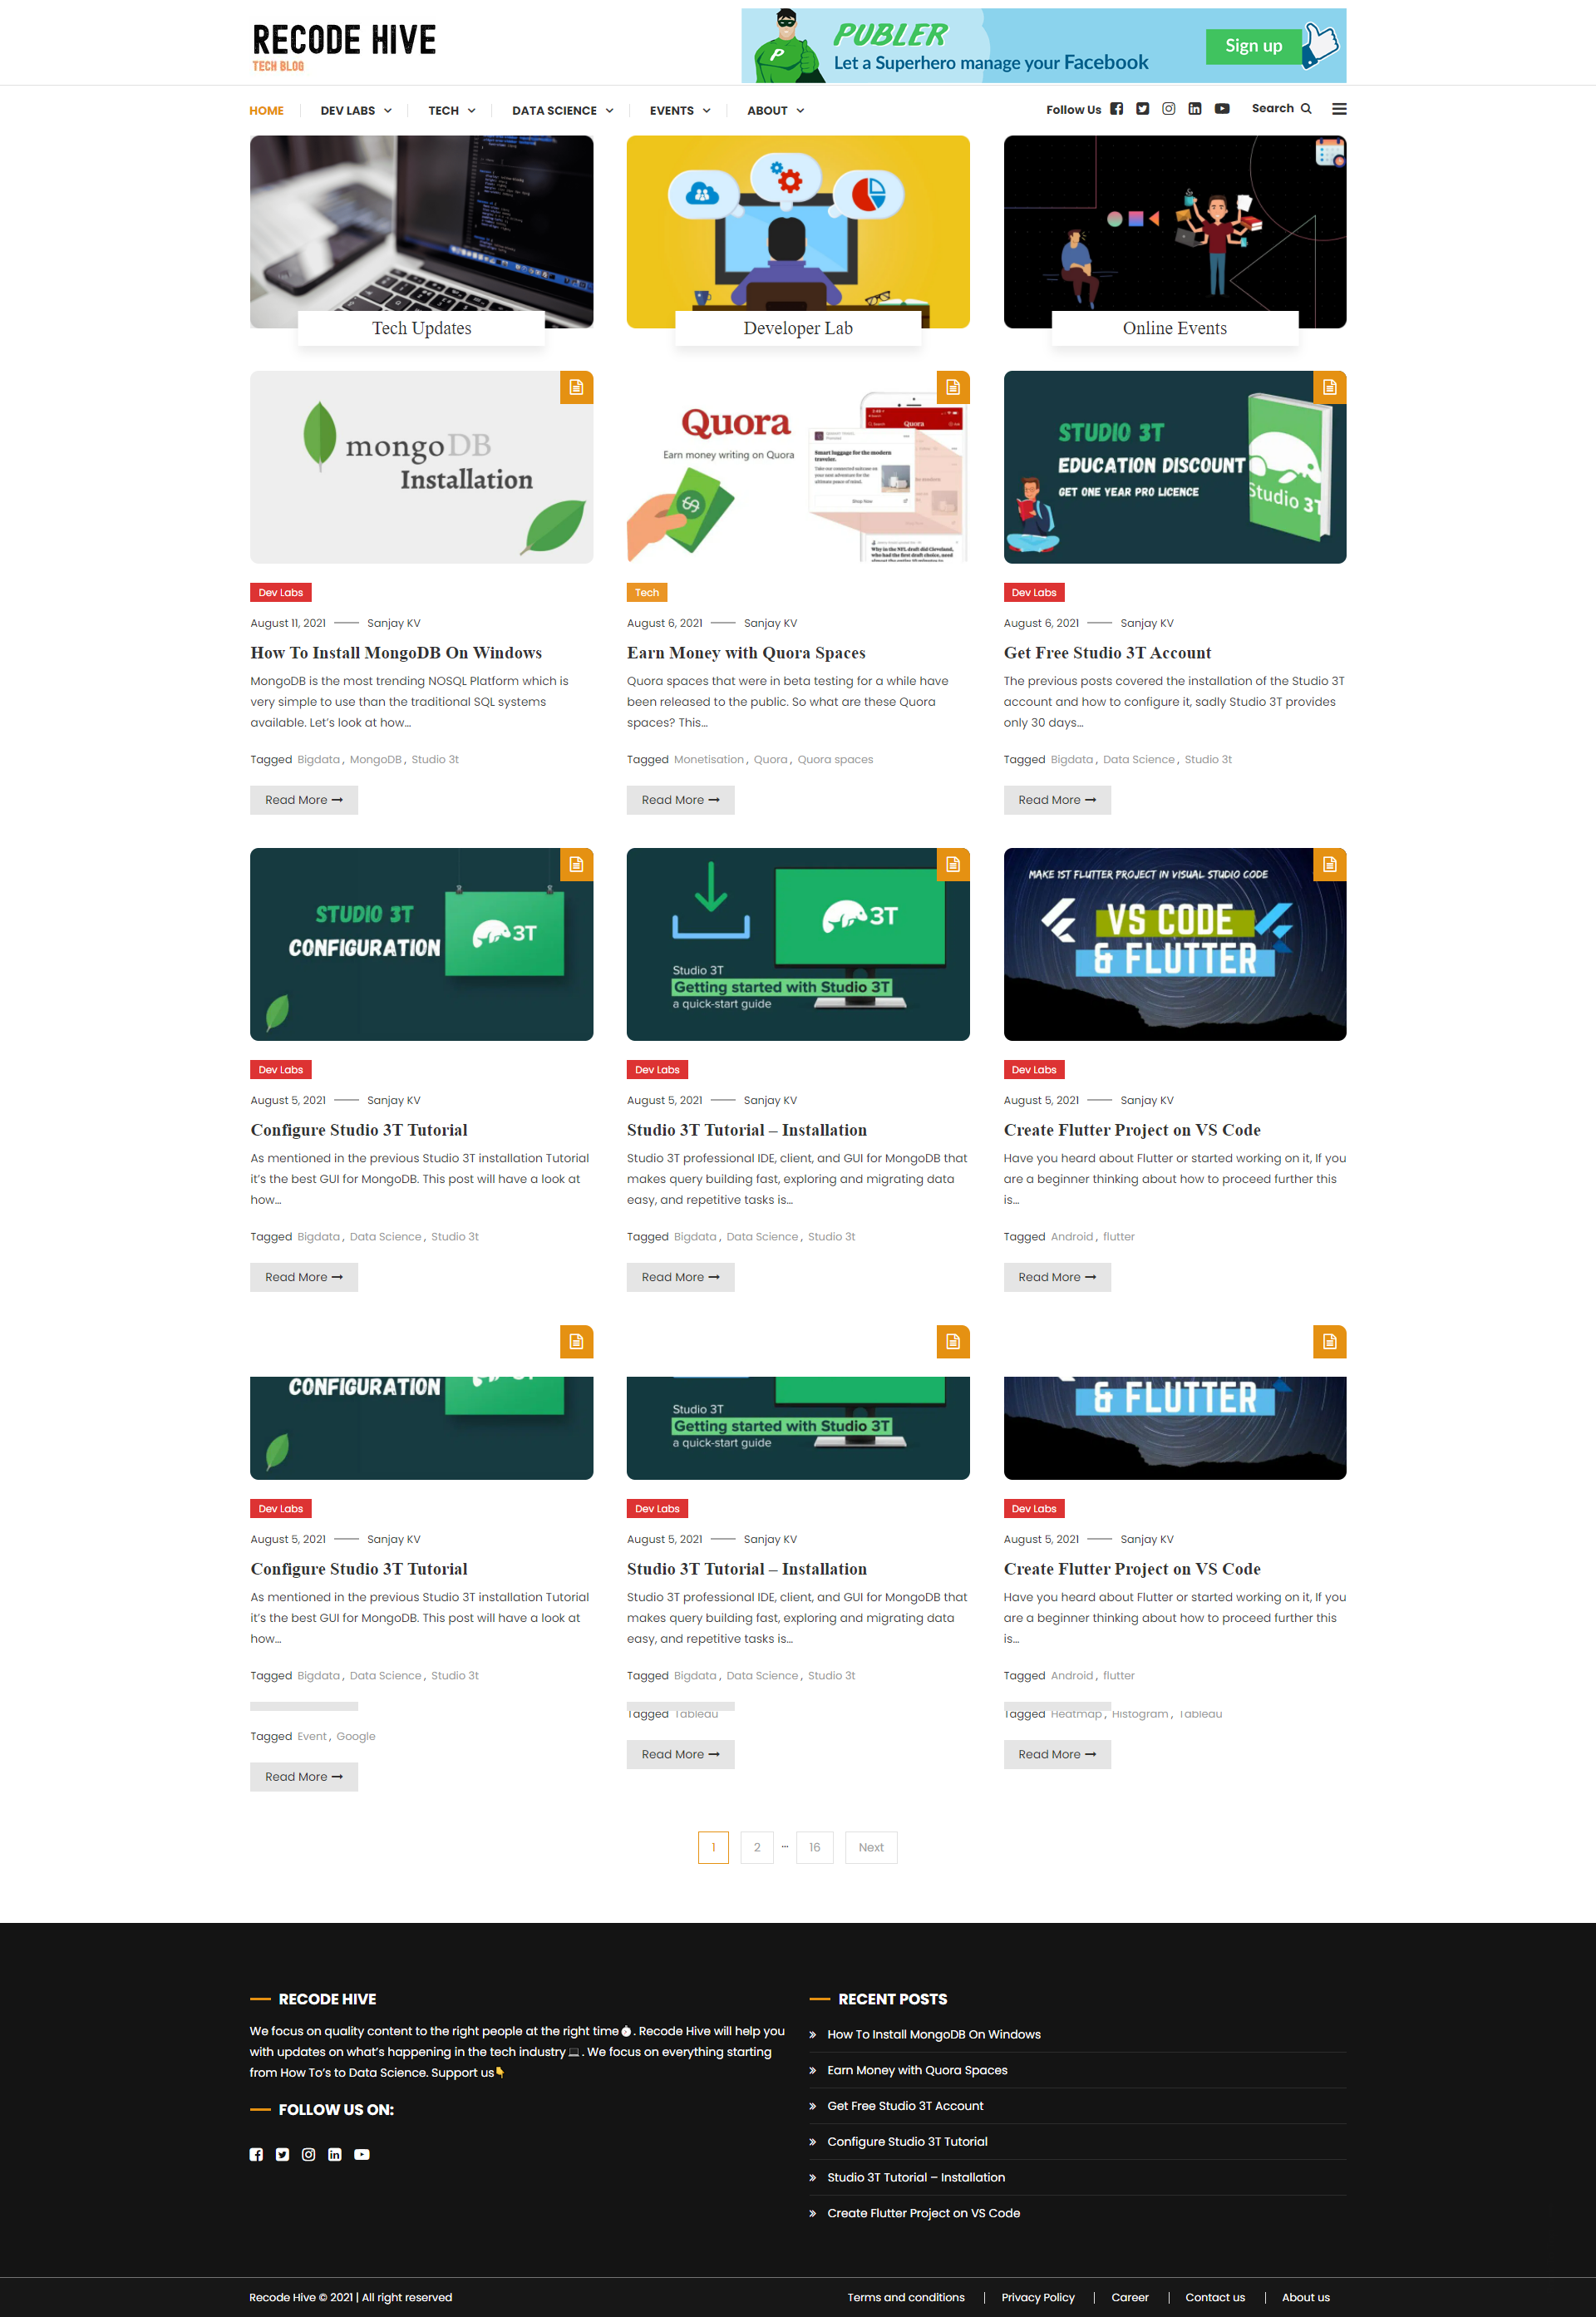 RECODE HIVE
TECH BLOG
PUBLER
Let a Superhero manage your Facebook
Sign up
HOME
DEV LABS
TECH
DATA SCIENCE
EVENTS
ABOUT
Follow Us
Search
Tech Updates
Developer Lab
Online Events
mongoDB
Installation
Quora
Earn money writing on Quora
Quora
Smart luggage for the modern
traveler.
Shop Now
Why in the NFL draft did Cleveland,
who had the first draft choice, need
STUDIO 3T
EDUCATION DISCOUNT
GET ONE YEAR PRO LICENCE
Studio 3T
Dev Labs
August 11, 2021
Sanjay KV
How To Install MongoDB On Windows
MongoDB is the most trending NOSQL Platform which is
very simple to use than the traditional SQL systems
available. Let's look at how...
Tagged Bigdata, MongoDB, Studio 3t
Read More
Tech
August 6, 2021
Sanjay KV
Earn Money with Quora Spaces
Quora spaces that were in beta testing for a while have
been released to the public. So what are these Quora
spaces? This...
Tagged Monetisation, Quora, Quora spaces
Read More
Dev Labs
August 6, 2021
Sanjay KV
Get Free Studio 3T Account
The previous posts covered the installation of the Studio 3T
account and how to configure it, sadly Studio 3T provides
only 30 days...
Tagged Bigdata, Data Science, Studio 3t
Read More
STUDIO 3T
CONFIGURATION
3T
3T
Studio 3T
Getting started with Studio 3T
a quick-start guide
MAKE 1ST FLUTTER PROJECT IN VISUAL STUDIO CODE
VS CODE
& FLUTTER
Dev Labs
August 5, 2021
Sanjay KV
Configure Studio 3T Tutorial
As mentioned in the previous Studio 3T installation Tutorial
it's the best GUI for MongoDB. This post will have a look at
how...
Tagged Bigdata, Data Science, Studio 3t
Read More
Dev Labs
August 5, 2021
Sanjay KV
Studio 3T Tutorial – Installation
Studio 3T professional IDE, client, and GUI for MongoDB that
makes query building fast, exploring and migrating data
easy, and repetitive tasks is...
Tagged Bigdata, Data Science, Studio 3t
Read More
Dev Labs
August 5, 2021
Sanjay KV
Create Flutter Project on VS Code
Have you heard about Flutter or started working on it, If you
are a beginner thinking about how to proceed further this
is...
Tagged Android, flutter
Read More
CONFIGURATION
Studio 3T
Getting started with Studio 3T
a quick-start guide
& FLUTTER
Dev Labs
August 5, 2021
Sanjay KV
Configure Studio 3T Tutorial
As mentioned in the previous Studio 3T installation Tutorial
it's the best GUI for MongoDB. This post will have a look at
how...
Tagged Bigdata, Data Science, Studio 3t
Tagged Event, Google
Read More
Dev Labs
August 5, 2021
Sanjay KV
Studio 3T Tutorial – Installation
Studio 3T professional IDE, client, and GUI for MongoDB that
makes query building fast, exploring and migrating data
easy, and repetitive tasks is...
Tagged Bigdata, Data Science, Studio 3t
Tagged Tableau
Read More
Dev Labs
August 5, 2021
Sanjay KV
Create Flutter Project on VS Code
Have you heard about Flutter or started working on it, If you
are a beginner thinking about how to proceed further this
is...
Tagged Android, flutter
Tagged Heatmap, Histogram, Tableau
Read More
1 2 ... 16 Next
RECODE HIVE
We focus on quality content to the right people at the right time. Recode Hive will help you
with updates on what's happening in the tech industry. We focus on everything starting
from How To's to Data Science. Support us
FOLLOW US ON:
RECENT POSTS
How To Install MongoDB On Windows
Earn Money with Quora Spaces
Get Free Studio 3T Account
Configure Studio 3T Tutorial
Studio 3T Tutorial – Installation
Create Flutter Project on VS Code
Recode Hive © 2021 | All right reserved
Terms and conditions | Privacy Policy | Career | Contact us | About us